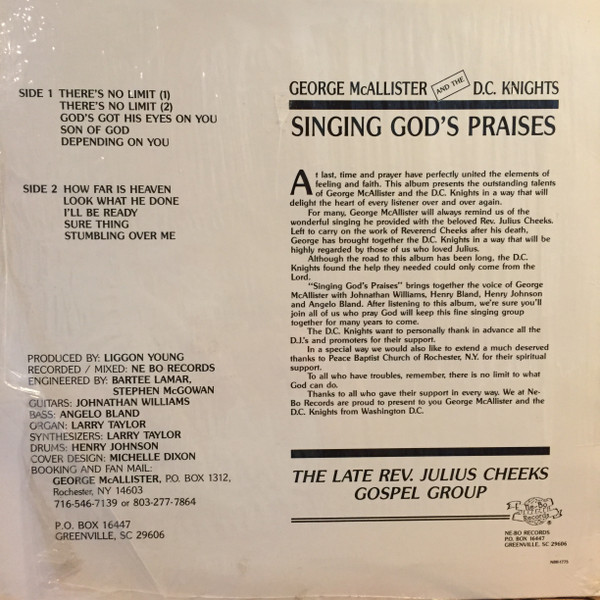 SIDE 1 THERE'S NO LIMIT (1)
THERE'S NO LIMIT (2)
GOD'S GOT HIS EYES ON YOU
SON OF GOD
DEPENDING ON YOU
SIDE 2 HOW FAR IS HEAVEN
LOOK WHAT HE DONE
I'LL BE READY
SURE THING
STUMBLING OVER ME
PRODUCED BY: LIGGON YOUNG
RECORDED / MIXED: NE BO RECORDS
ENGINEERED BY: BARTEE LAMAR,
STEPHEN McGOWAN
GUITARS: JOHNATHAN WILLIAMS
BASS: ANGELO BLAND
ORGAN: LARRY TAYLOR
SYNTHESIZERS: LARRY TAYLOR
DRUMS: HENRY JOHNSON
COVER DESIGN: MICHELLE DIXON
BOOKING AND FAN MAIL:
GEORGE McALLISTER, P.O. BOX 1312,
Rochester, NY 14603
716-546-7139 or 803-277-7864
P.O. BOX 16447
GREENVILLE, SC 29606
GEORGE McALLISTER AND THE D.C. KNIGHTS
SINGING GOD'S PRAISES
At last, time and prayer have perfectly united the elements of
feeling and faith. This album presents the outstanding talents
of George McAllister and the D.C. Knights in a way that will
delight the heart of every listener over and over again.
For many, George McAllister will always remind us of the
wonderful singing he provided with the beloved Rev. Julius Cheeks.
Left to carry on the work of Reverend Cheeks after his death,
George has brought together the D.C. Knights in a way that will be
highly regarded by those of us who loved Julius.
Although the road to this album has been long, the D.C.
Knights found the help they needed could only come from the
Lord.
"Singing God's Praises" brings together the voice of George
McAllister with Johnathan Williams, Henry Bland, Henry Johnson
and Angelo Bland. After listening to this album, we're sure you'll
join all of us who pray God will keep this fine singing group
together for many years to come.
The D.C. Knights want to personally thank in advance all the
D.J.'s and promoters for their support.
In a special way we would also like to extend a much deserved
thanks to Peace Baptist Church of Rochester, N.Y. for their spiritual
support.
To all who have troubles, remember, there is no limit to what
God can do.
Thanks to all who gave their support in every way. We at Ne-
Bo Records are proud to present to you George McAllister and the
D.C. Knights from Washington D.C.
THE LATE REV. JULIUS CHEEKS
GOSPEL GROUP
Ne-Bo
Records
NE-BO RECORDS
P.O. BOX 16447
GREENVILLE, SC 29606